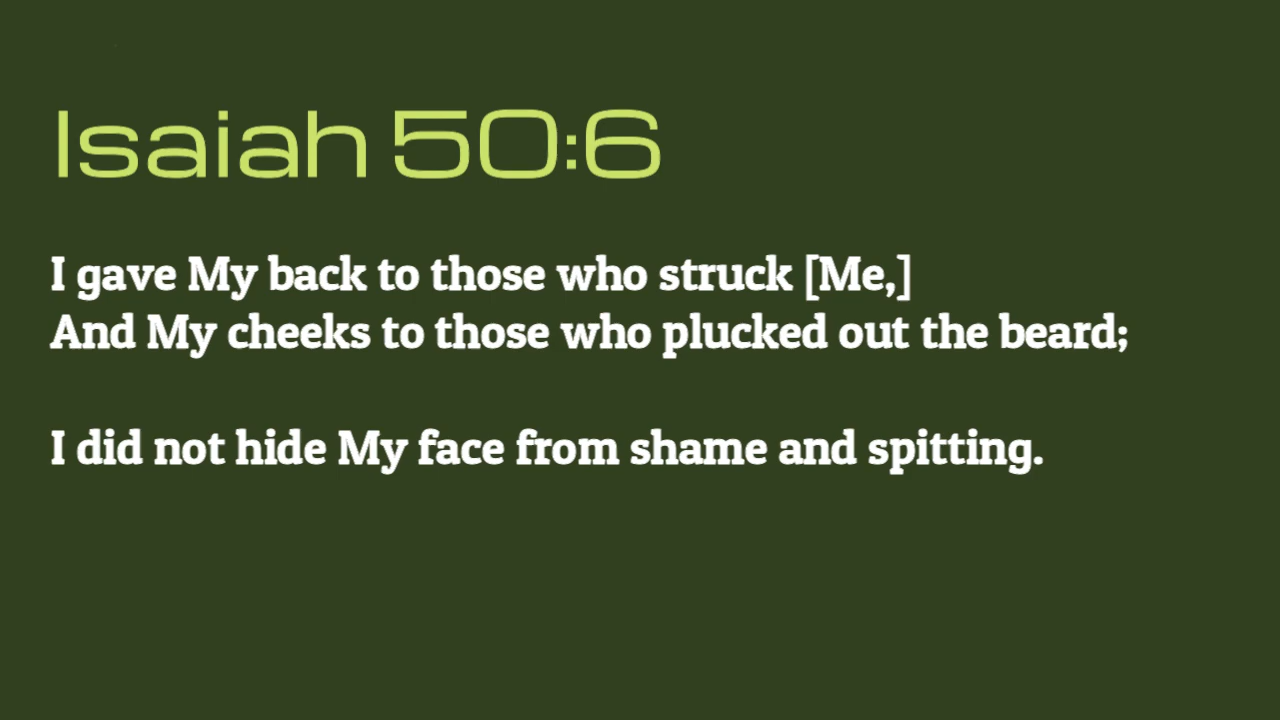 Isaiah 50:6
I gave My back to those who struck [Me,]
And My cheeks to those who plucked out the beard;
I did not hide My face from shame and spitting.